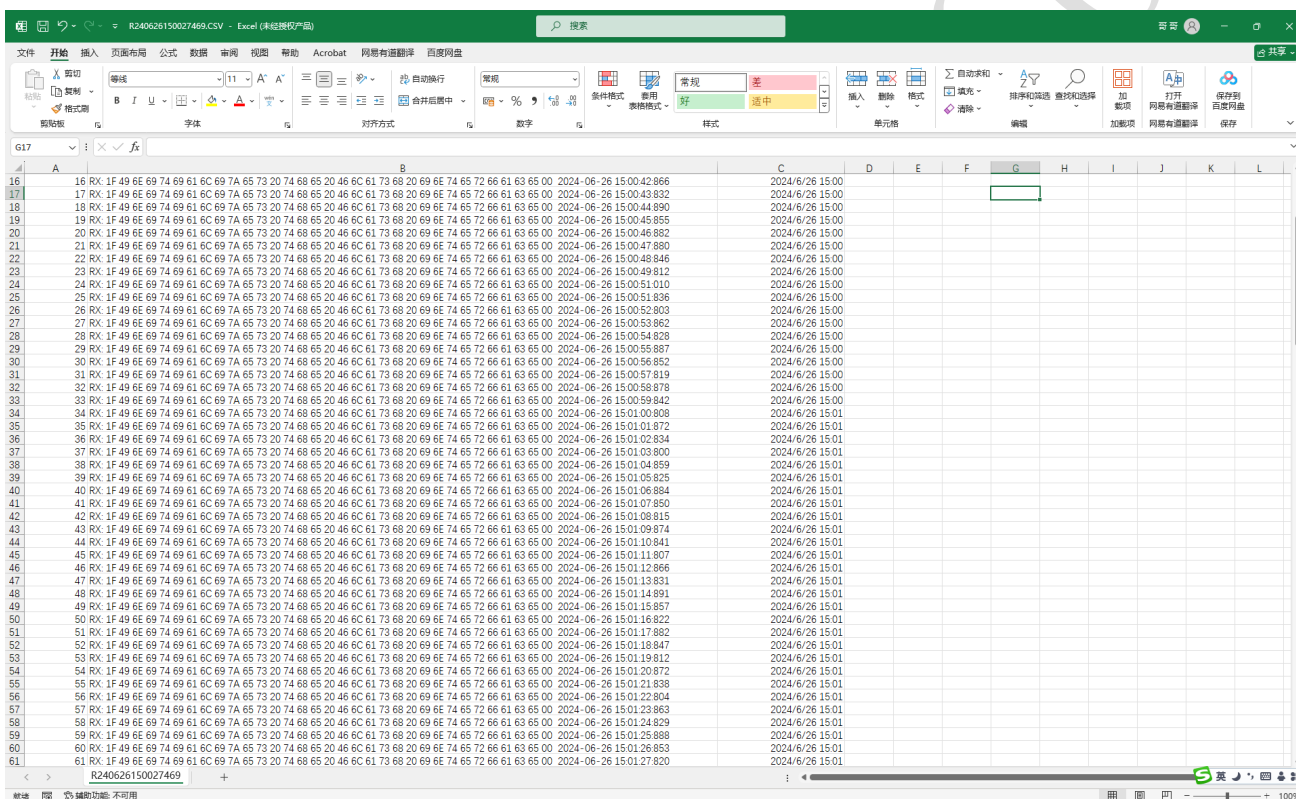 R240626150027469.CSV - Excel (未经授权产品)
搜索
哥哥
文件 开始 插入 页面布局 公式 数据 审阅 视图 帮助 Acrobat 网易有道翻译 百度网盘
共享
粘贴 剪切 复制 格式刷 剪贴板
等线 11 B I U 字体
自动换行 合并后居中 对齐方式
常规 数字
条件格式 套用表格格式 常规 差 好 适中 样式
插入 删除 格式 单元格
自动求和 填充 清除 排序和筛选 查找和选择 编辑
加载项 加载项
打开网易有道翻译 网易有道翻译
保存到百度网盘 保存
G17 fx
A B C D E F G H I J K L
16 16 RX: 1F 49 6E 69 74 69 61 6C 69 7A 65 73 20 74 68 65 20 46 6C 61 73 68 20 69 6E 74 65 72 66 61 63 65 00 2024-06-26 15:00:42:866 2024/6/26 15:00
17 17 RX: 1F 49 6E 69 74 69 61 6C 69 7A 65 73 20 74 68 65 20 46 6C 61 73 68 20 69 6E 74 65 72 66 61 63 65 00 2024-06-26 15:00:43:832 2024/6/26 15:00
18 18 RX: 1F 49 6E 69 74 69 61 6C 69 7A 65 73 20 74 68 65 20 46 6C 61 73 68 20 69 6E 74 65 72 66 61 63 65 00 2024-06-26 15:00:44:890 2024/6/26 15:00
19 19 RX: 1F 49 6E 69 74 69 61 6C 69 7A 65 73 20 74 68 65 20 46 6C 61 73 68 20 69 6E 74 65 72 66 61 63 65 00 2024-06-26 15:00:45:855 2024/6/26 15:00
20 20 RX: 1F 49 6E 69 74 69 61 6C 69 7A 65 73 20 74 68 65 20 46 6C 61 73 68 20 69 6E 74 65 72 66 61 63 65 00 2024-06-26 15:00:46:882 2024/6/26 15:00
21 21 RX: 1F 49 6E 69 74 69 61 6C 69 7A 65 73 20 74 68 65 20 46 6C 61 73 68 20 69 6E 74 65 72 66 61 63 65 00 2024-06-26 15:00:47:880 2024/6/26 15:00
22 22 RX: 1F 49 6E 69 74 69 61 6C 69 7A 65 73 20 74 68 65 20 46 6C 61 73 68 20 69 6E 74 65 72 66 61 63 65 00 2024-06-26 15:00:48:846 2024/6/26 15:00
23 23 RX: 1F 49 6E 69 74 69 61 6C 69 7A 65 73 20 74 68 65 20 46 6C 61 73 68 20 69 6E 74 65 72 66 61 63 65 00 2024-06-26 15:00:49:812 2024/6/26 15:00
24 24 RX: 1F 49 6E 69 74 69 61 6C 69 7A 65 73 20 74 68 65 20 46 6C 61 73 68 20 69 6E 74 65 72 66 61 63 65 00 2024-06-26 15:00:51:010 2024/6/26 15:00
25 25 RX: 1F 49 6E 69 74 69 61 6C 69 7A 65 73 20 74 68 65 20 46 6C 61 73 68 20 69 6E 74 65 72 66 61 63 65 00 2024-06-26 15:00:51:836 2024/6/26 15:00
26 26 RX: 1F 49 6E 69 74 69 61 6C 69 7A 65 73 20 74 68 65 20 46 6C 61 73 68 20 69 6E 74 65 72 66 61 63 65 00 2024-06-26 15:00:52:803 2024/6/26 15:00
27 27 RX: 1F 49 6E 69 74 69 61 6C 69 7A 65 73 20 74 68 65 20 46 6C 61 73 68 20 69 6E 74 65 72 66 61 63 65 00 2024-06-26 15:00:53:862 2024/6/26 15:00
28 28 RX: 1F 49 6E 69 74 69 61 6C 69 7A 65 73 20 74 68 65 20 46 6C 61 73 68 20 69 6E 74 65 72 66 61 63 65 00 2024-06-26 15:00:54:828 2024/6/26 15:00
29 29 RX: 1F 49 6E 69 74 69 61 6C 69 7A 65 73 20 74 68 65 20 46 6C 61 73 68 20 69 6E 74 65 72 66 61 63 65 00 2024-06-26 15:00:55:887 2024/6/26 15:00
30 30 RX: 1F 49 6E 69 74 69 61 6C 69 7A 65 73 20 74 68 65 20 46 6C 61 73 68 20 69 6E 74 65 72 66 61 63 65 00 2024-06-26 15:00:56:852 2024/6/26 15:00
31 31 RX: 1F 49 6E 69 74 69 61 6C 69 7A 65 73 20 74 68 65 20 46 6C 61 73 68 20 69 6E 74 65 72 66 61 63 65 00 2024-06-26 15:00:57:819 2024/6/26 15:00
32 32 RX: 1F 49 6E 69 74 69 61 6C 69 7A 65 73 20 74 68 65 20 46 6C 61 73 68 20 69 6E 74 65 72 66 61 63 65 00 2024-06-26 15:00:58:878 2024/6/26 15:00
33 33 RX: 1F 49 6E 69 74 69 61 6C 69 7A 65 73 20 74 68 65 20 46 6C 61 73 68 20 69 6E 74 65 72 66 61 63 65 00 2024-06-26 15:00:59:842 2024/6/26 15:00
34 34 RX: 1F 49 6E 69 74 69 61 6C 69 7A 65 73 20 74 68 65 20 46 6C 61 73 68 20 69 6E 74 65 72 66 61 63 65 00 2024-06-26 15:01:00:808 2024/6/26 15:01
35 35 RX: 1F 49 6E 69 74 69 61 6C 69 7A 65 73 20 74 68 65 20 46 6C 61 73 68 20 69 6E 74 65 72 66 61 63 65 00 2024-06-26 15:01:01:872 2024/6/26 15:01
36 36 RX: 1F 49 6E 69 74 69 61 6C 69 7A 65 73 20 74 68 65 20 46 6C 61 73 68 20 69 6E 74 65 72 66 61 63 65 00 2024-06-26 15:01:02:834 2024/6/26 15:01
37 37 RX: 1F 49 6E 69 74 69 61 6C 69 7A 65 73 20 74 68 65 20 46 6C 61 73 68 20 69 6E 74 65 72 66 61 63 65 00 2024-06-26 15:01:03:800 2024/6/26 15:01
38 38 RX: 1F 49 6E 69 74 69 61 6C 69 7A 65 73 20 74 68 65 20 46 6C 61 73 68 20 69 6E 74 65 72 66 61 63 65 00 2024-06-26 15:01:04:859 2024/6/26 15:01
39 39 RX: 1F 49 6E 69 74 69 61 6C 69 7A 65 73 20 74 68 65 20 46 6C 61 73 68 20 69 6E 74 65 72 66 61 63 65 00 2024-06-26 15:01:05:825 2024/6/26 15:01
40 40 RX: 1F 49 6E 69 74 69 61 6C 69 7A 65 73 20 74 68 65 20 46 6C 61 73 68 20 69 6E 74 65 72 66 61 63 65 00 2024-06-26 15:01:06:884 2024/6/26 15:01
41 41 RX: 1F 49 6E 69 74 69 61 6C 69 7A 65 73 20 74 68 65 20 46 6C 61 73 68 20 69 6E 74 65 72 66 61 63 65 00 2024-06-26 15:01:07:850 2024/6/26 15:01
42 42 RX: 1F 49 6E 69 74 69 61 6C 69 7A 65 73 20 74 68 65 20 46 6C 61 73 68 20 69 6E 74 65 72 66 61 63 65 00 2024-06-26 15:01:08:815 2024/6/26 15:01
43 43 RX: 1F 49 6E 69 74 69 61 6C 69 7A 65 73 20 74 68 65 20 46 6C 61 73 68 20 69 6E 74 65 72 66 61 63 65 00 2024-06-26 15:01:09:874 2024/6/26 15:01
44 44 RX: 1F 49 6E 69 74 69 61 6C 69 7A 65 73 20 74 68 65 20 46 6C 61 73 68 20 69 6E 74 65 72 66 61 63 65 00 2024-06-26 15:01:10:841 2024/6/26 15:01
45 45 RX: 1F 49 6E 69 74 69 61 6C 69 7A 65 73 20 74 68 65 20 46 6C 61 73 68 20 69 6E 74 65 72 66 61 63 65 00 2024-06-26 15:01:11:807 2024/6/26 15:01
46 46 RX: 1F 49 6E 69 74 69 61 6C 69 7A 65 73 20 74 68 65 20 46 6C 61 73 68 20 69 6E 74 65 72 66 61 63 65 00 2024-06-26 15:01:12:866 2024/6/26 15:01
47 47 RX: 1F 49 6E 69 74 69 61 6C 69 7A 65 73 20 74 68 65 20 46 6C 61 73 68 20 69 6E 74 65 72 66 61 63 65 00 2024-06-26 15:01:13:831 2024/6/26 15:01
48 48 RX: 1F 49 6E 69 74 69 61 6C 69 7A 65 73 20 74 68 65 20 46 6C 61 73 68 20 69 6E 74 65 72 66 61 63 65 00 2024-06-26 15:01:14:891 2024/6/26 15:01
49 49 RX: 1F 49 6E 69 74 69 61 6C 69 7A 65 73 20 74 68 65 20 46 6C 61 73 68 20 69 6E 74 65 72 66 61 63 65 00 2024-06-26 15:01:15:857 2024/6/26 15:01
50 50 RX: 1F 49 6E 69 74 69 61 6C 69 7A 65 73 20 74 68 65 20 46 6C 61 73 68 20 69 6E 74 65 72 66 61 63 65 00 2024-06-26 15:01:16:822 2024/6/26 15:01
51 51 RX: 1F 49 6E 69 74 69 61 6C 69 7A 65 73 20 74 68 65 20 46 6C 61 73 68 20 69 6E 74 65 72 66 61 63 65 00 2024-06-26 15:01:17:882 2024/6/26 15:01
52 52 RX: 1F 49 6E 69 74 69 61 6C 69 7A 65 73 20 74 68 65 20 46 6C 61 73 68 20 69 6E 74 65 72 66 61 63 65 00 2024-06-26 15:01:18:847 2024/6/26 15:01
53 53 RX: 1F 49 6E 69 74 69 61 6C 69 7A 65 73 20 74 68 65 20 46 6C 61 73 68 20 69 6E 74 65 72 66 61 63 65 00 2024-06-26 15:01:19:812 2024/6/26 15:01
54 54 RX: 1F 49 6E 69 74 69 61 6C 69 7A 65 73 20 74 68 65 20 46 6C 61 73 68 20 69 6E 74 65 72 66 61 63 65 00 2024-06-26 15:01:20:872 2024/6/26 15:01
55 55 RX: 1F 49 6E 69 74 69 61 6C 69 7A 65 73 20 74 68 65 20 46 6C 61 73 68 20 69 6E 74 65 72 66 61 63 65 00 2024-06-26 15:01:21:838 2024/6/26 15:01
56 56 RX: 1F 49 6E 69 74 69 61 6C 69 7A 65 73 20 74 68 65 20 46 6C 61 73 68 20 69 6E 74 65 72 66 61 63 65 00 2024-06-26 15:01:22:804 2024/6/26 15:01
57 57 RX: 1F 49 6E 69 74 69 61 6C 69 7A 65 73 20 74 68 65 20 46 6C 61 73 68 20 69 6E 74 65 72 66 61 63 65 00 2024-06-26 15:01:23:863 2024/6/26 15:01
58 58 RX: 1F 49 6E 69 74 69 61 6C 69 7A 65 73 20 74 68 65 20 46 6C 61 73 68 20 69 6E 74 65 72 66 61 63 65 00 2024-06-26 15:01:24:829 2024/6/26 15:01
59 59 RX: 1F 49 6E 69 74 69 61 6C 69 7A 65 73 20 74 68 65 20 46 6C 61 73 68 20 69 6E 74 65 72 66 61 63 65 00 2024-06-26 15:01:25:888 2024/6/26 15:01
60 60 RX: 1F 49 6E 69 74 69 61 6C 69 7A 65 73 20 74 68 65 20 46 6C 61 73 68 20 69 6E 74 65 72 66 61 63 65 00 2024-06-26 15:01:26:853 2024/6/26 15:01
61 61 RX: 1F 49 6E 69 74 69 61 6C 69 7A 65 73 20 74 68 65 20 46 6C 61 73 68 20 69 6E 74 65 72 66 61 63 65 00 2024-06-26 15:01:27:820 2024/6/26 15:01
R240626150027469
英
就绪 辅助功能: 不可用 100%